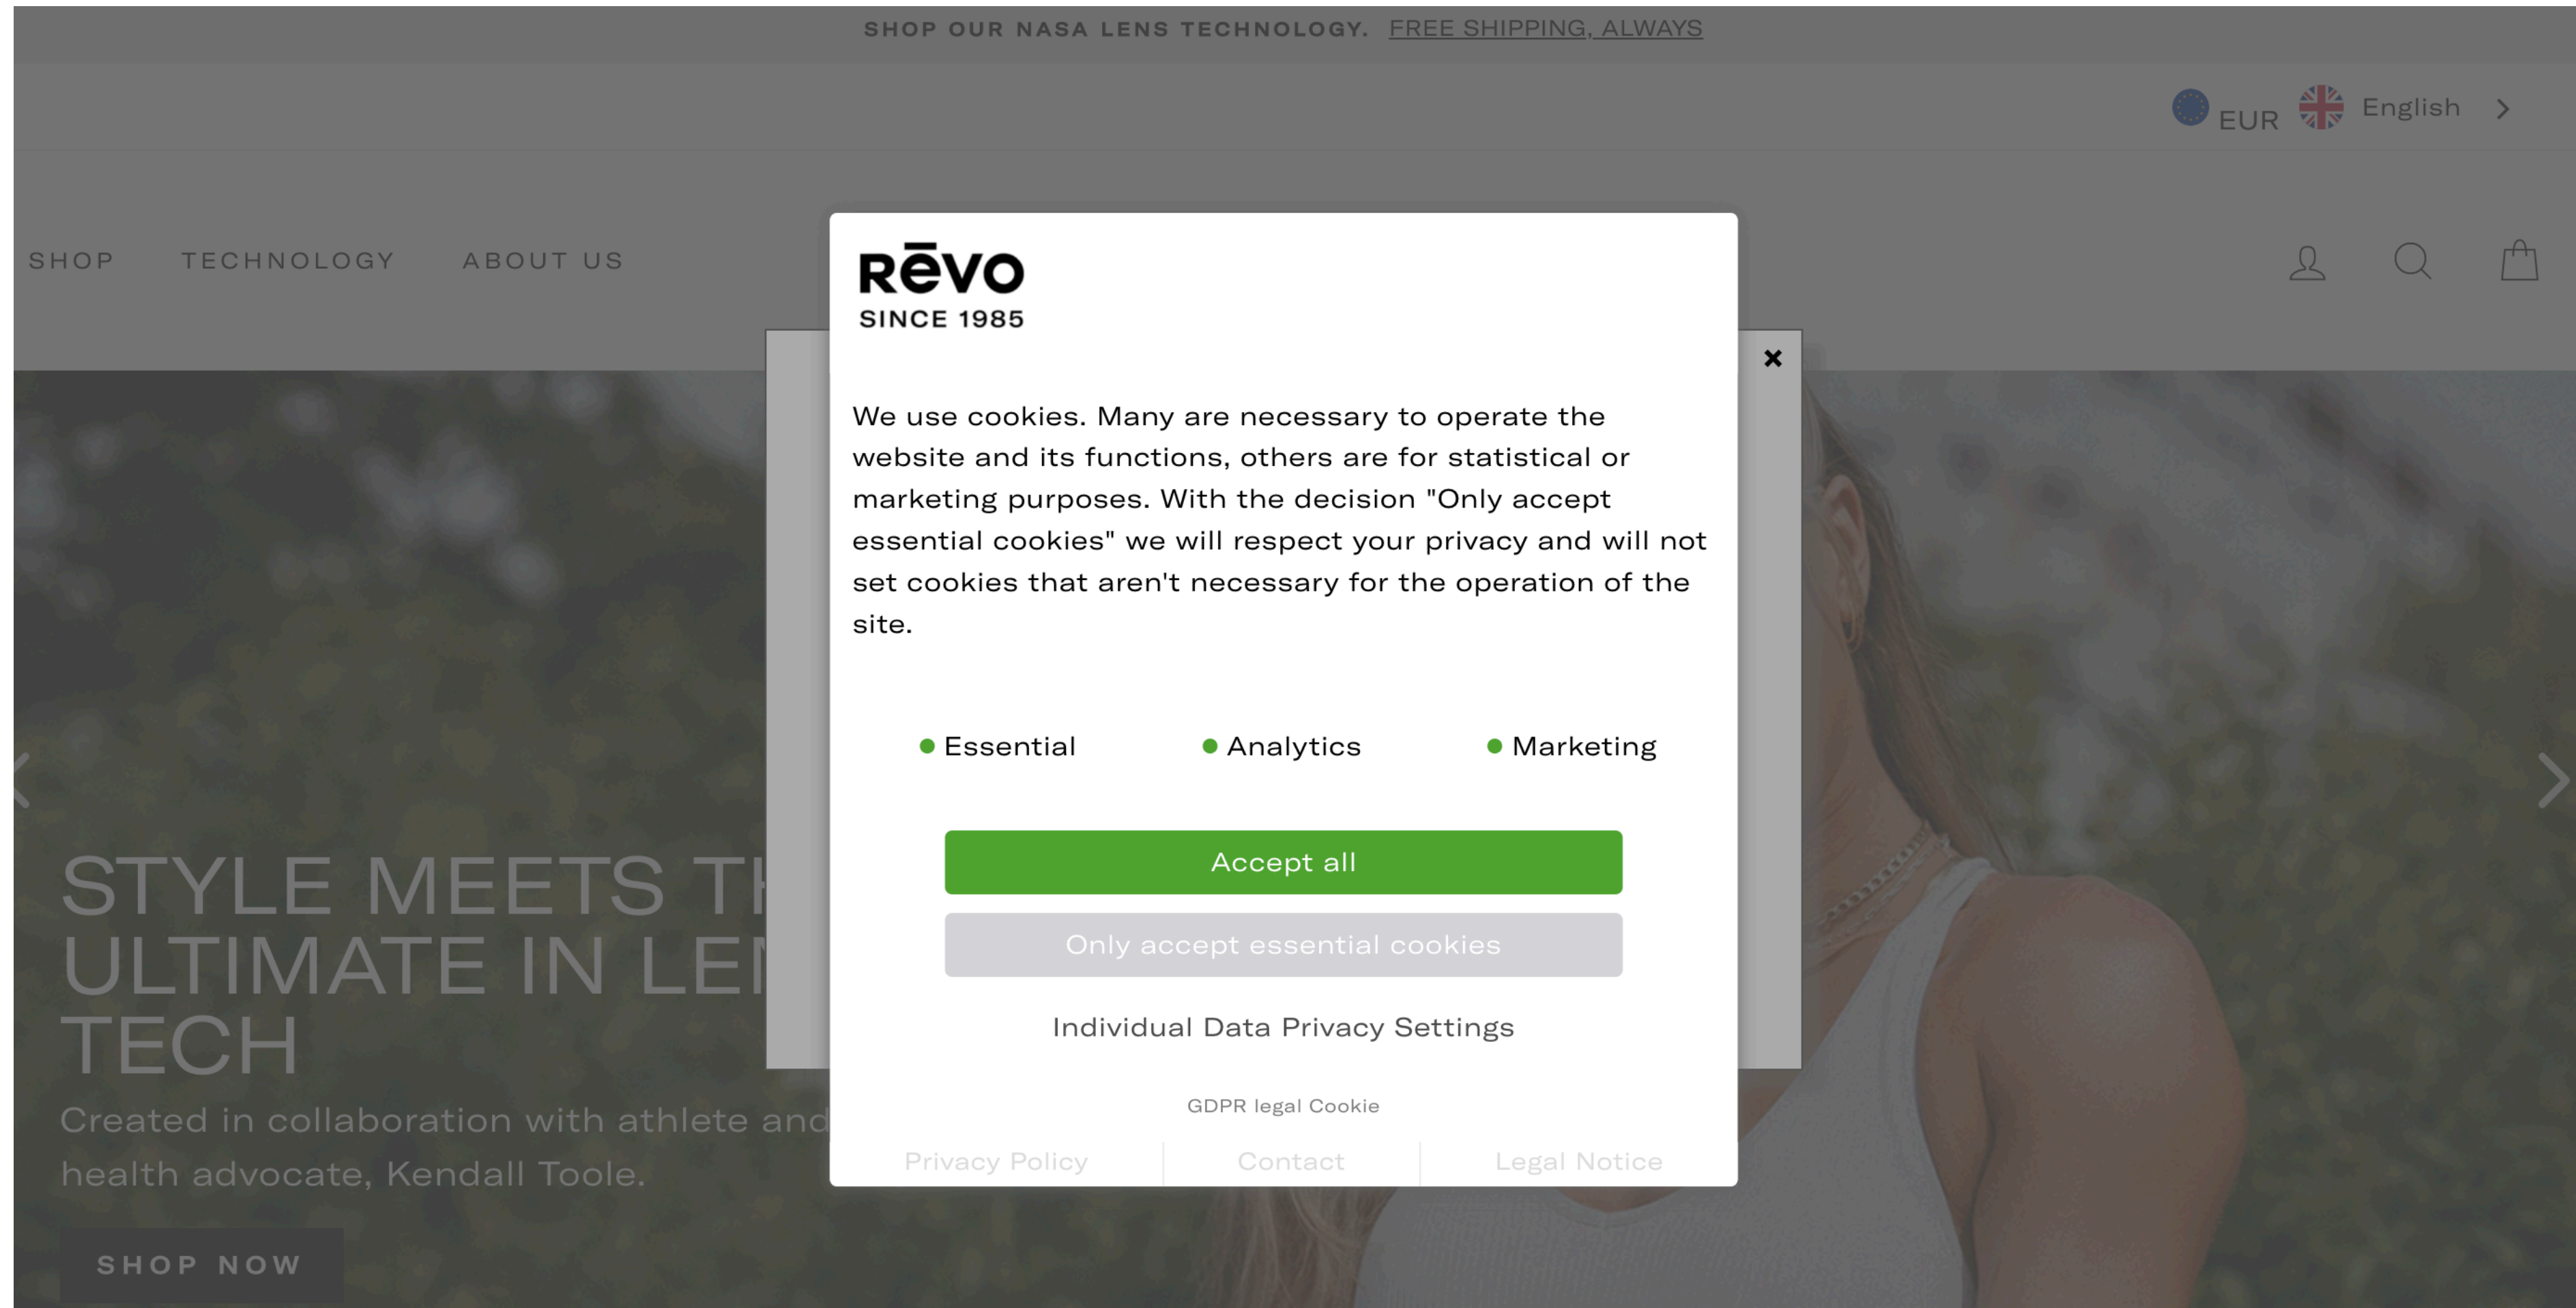 SHOP OUR NASA LENS TECHNOLOGY. FREE SHIPPING, ALWAYS
EUR English
SHOP TECHNOLOGY ABOUT US
Rēvo
SINCE 1985
We use cookies. Many are necessary to operate the
website and its functions, others are for statistical or
marketing purposes. With the decision "Only accept
essential cookies" we will respect your privacy and will not
set cookies that aren't necessary for the operation of the
site.
Essential Analytics Marketing
Accept all
Only accept essential cookies
Individual Data Privacy Settings
GDPR legal Cookie
Privacy Policy Contact Legal Notice
STYLE MEETS
ULTIMATE IN
TECH
Created in collaboration with athlete and
health advocate, Kendall Toole.
SHOP NOW